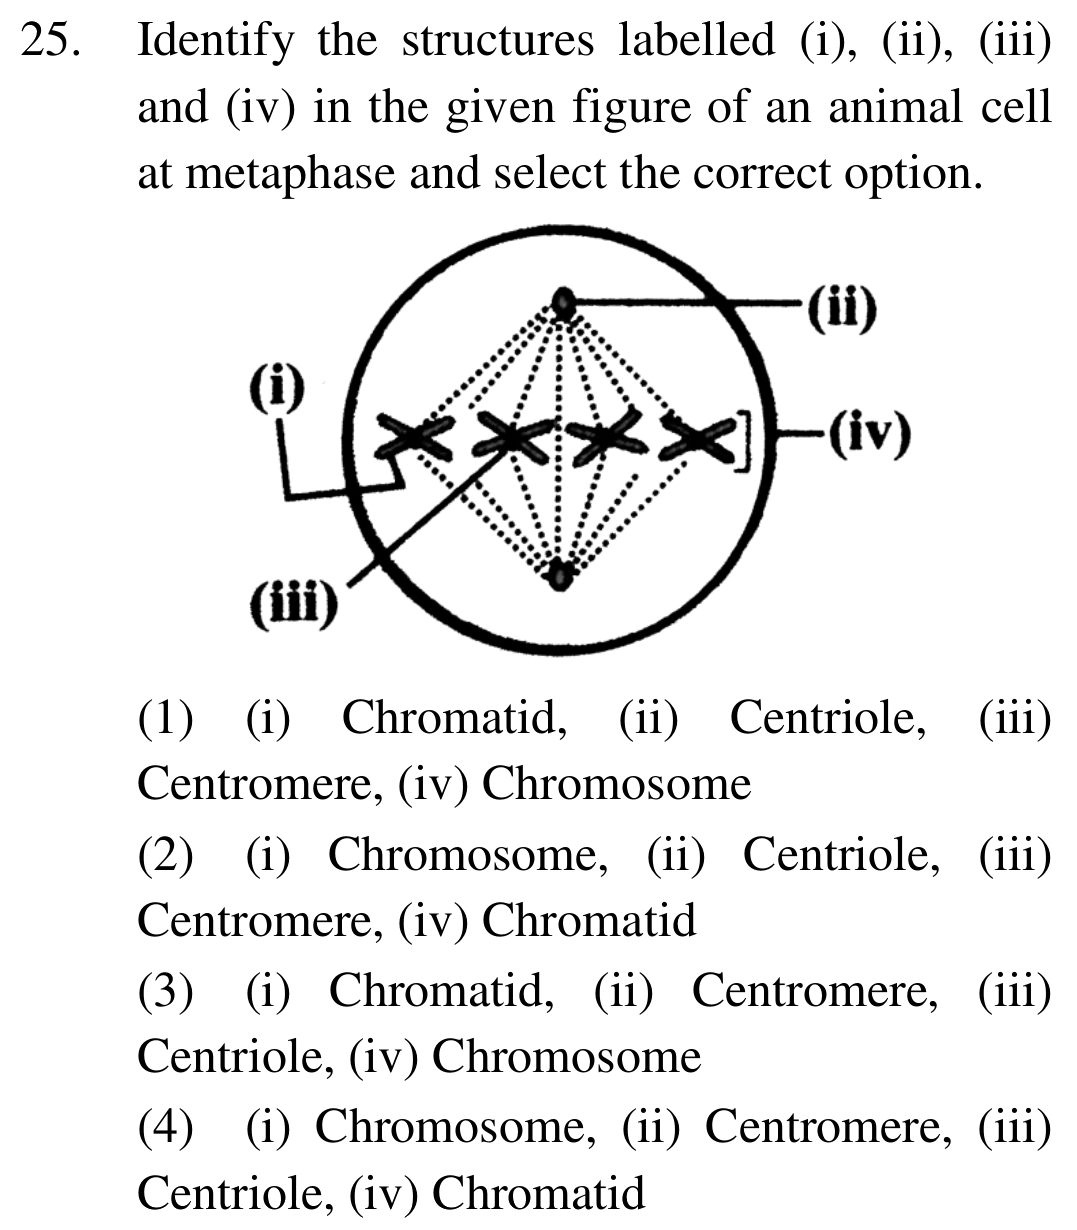 25. Identify the structures labelled (i), (ii), (iii)
and (iv) in the given figure of an animal cell
at metaphase and select the correct option.
(ii)
(i)
(iv)
(iii)
(1) (i) Chromatid, (ii) Centriole, (iii)
Centromere, (iv) Chromosome
(2) (i) Chromosome, (ii) Centriole, (iii)
Centromere, (iv) Chromatid
(3) (i) Chromatid, (ii) Centromere, (iii)
Centriole, (iv) Chromosome
(4) (i) Chromosome, (ii) Centromere, (iii)
Centriole, (iv) Chromatid